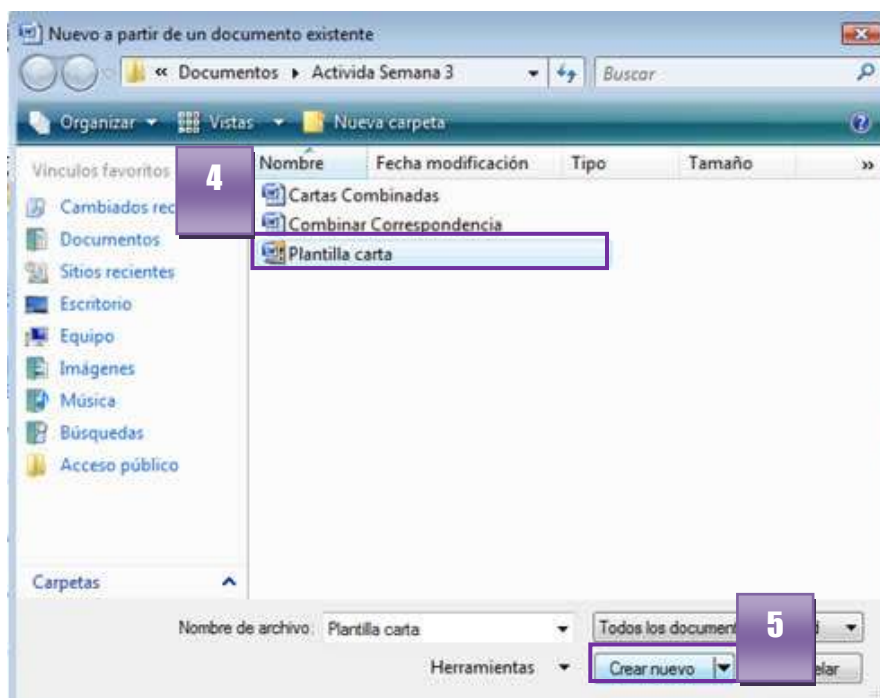 Nuevo a partir de un documento existente
« Documentos Activida Semana 3 Buscar
Organizar Vistas Nueva carpeta
Vínculos favoritos
4
Nombre Fecha modificación Tipo Tamaño »
Cambiados rec
Cartas Combinadas
Documentos
Combinar Correspondencia
Sitios recientes
Plantilla carta
Escritorio
Equipo
Imágenes
Música
Búsquedas
Acceso público
Carpetas
Nombre de archivo: Plantilla carta
Todos los document
5
Herramientas Crear nuevo elar